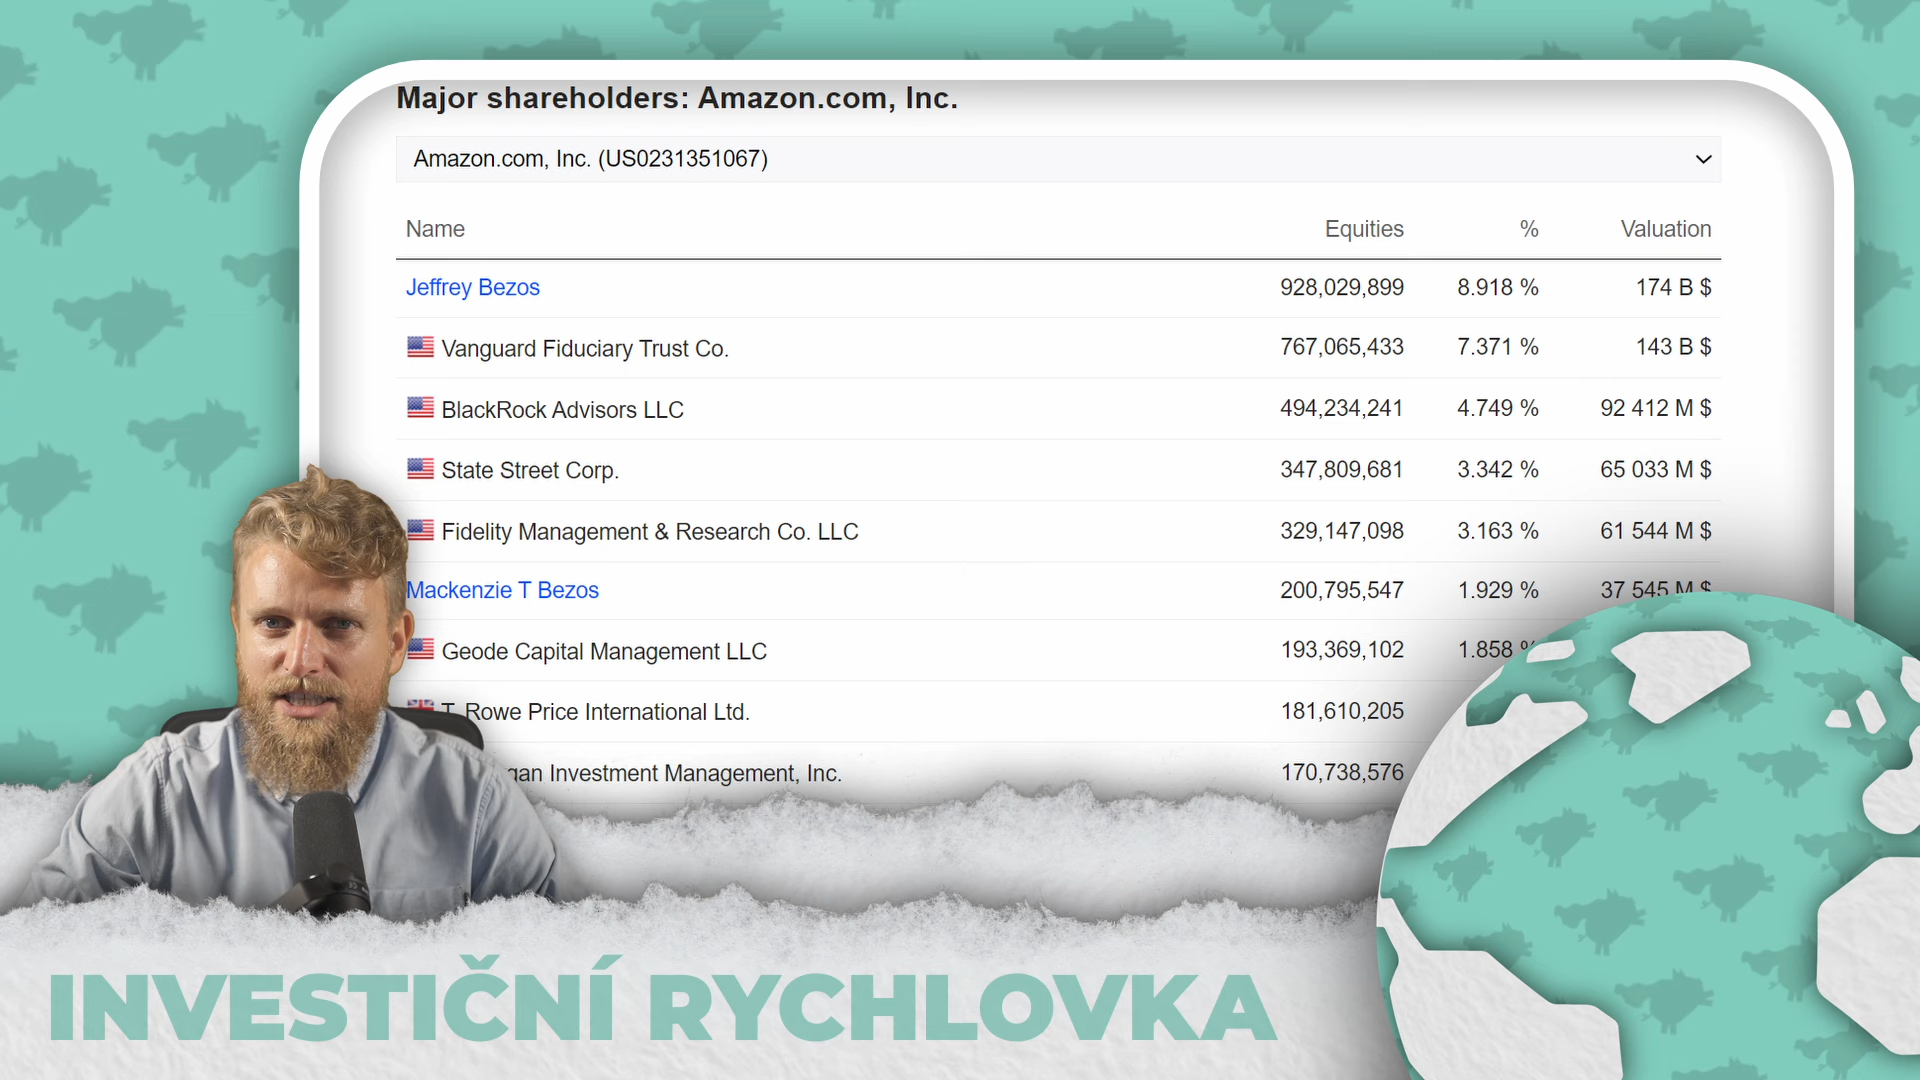 Major shareholders: Amazon.com, Inc.
Amazon.com, Inc. (US0231351067)
Name Equities % Valuation
Jeffrey Bezos 928,029,899 8.918 % 174 B $
Vanguard Fiduciary Trust Co. 767,065,433 7.371 % 143 B $
BlackRock Advisors LLC 494,234,241 4.749 % 92 412 M $
State Street Corp. 347,809,681 3.342 % 65 033 M $
Fidelity Management & Research Co. LLC 329,147,098 3.163 % 61 544 M $
Mackenzie T Bezos 200,795,547 1.929 % 37 545 M $
Geode Capital Management LLC 193,369,102 1.858 %
T. Rowe Price International Ltd. 181,610,205
Investment Management, Inc. 170,738,576
INVESTIČNÍ RYCHLOVKA